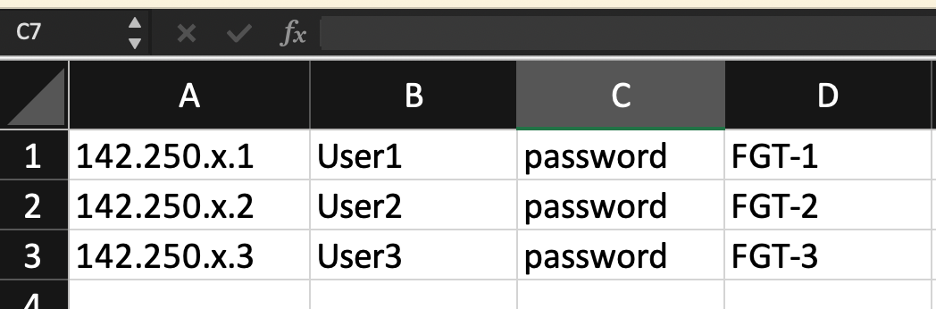 C7 fx
A B C D
1 142.250.x.1 User1 password FGT-1
2 142.250.x.2 User2 password FGT-2
3 142.250.x.3 User3 password FGT-3
4